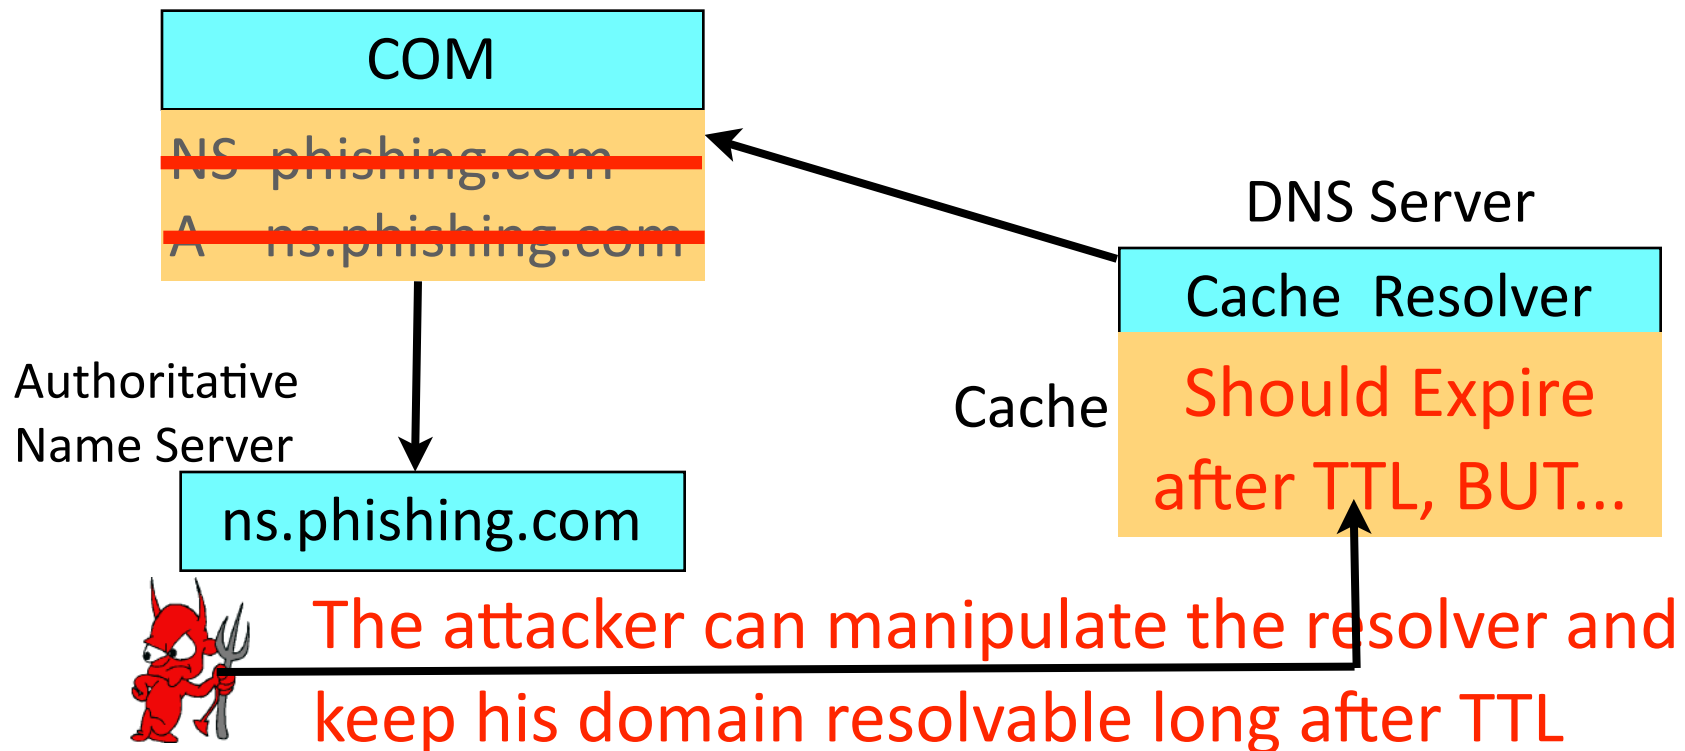 COM
NS phishing.com
A ns.phishing.com
DNS Server
Cache Resolver
Cache
Should Expire
after TTL, BUT...
Authoritative
Name Server
ns.phishing.com
The attacker can manipulate the resolver and
keep his domain resolvable long after TTL